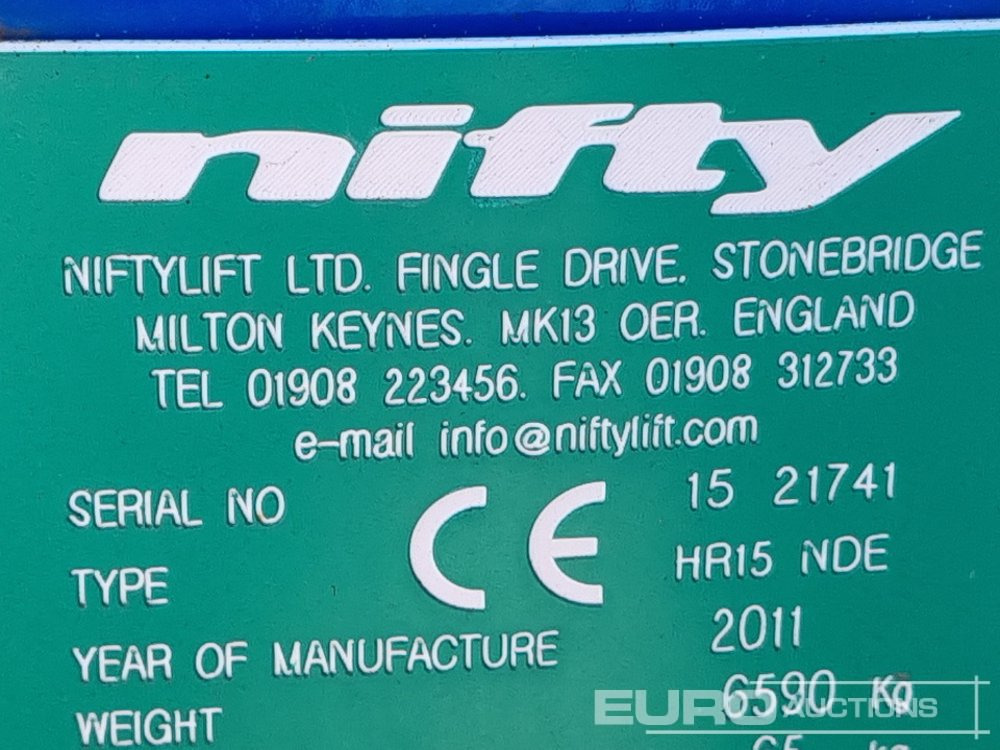 nifty
NIFTYLIFT LTD. FINGLE DRIVE. STONEBRIDGE
MILTON KEYNES. MK13 OER. ENGLAND
TEL 01908 223456. FAX 01908 312733
e-mail info@niftylift.com
SERIAL NO CE 15 21741
TYPE HR15 NDE
YEAR OF MANUFACTURE 2011
WEIGHT 6590 Kg
EURO AUCTIONS
65 kg